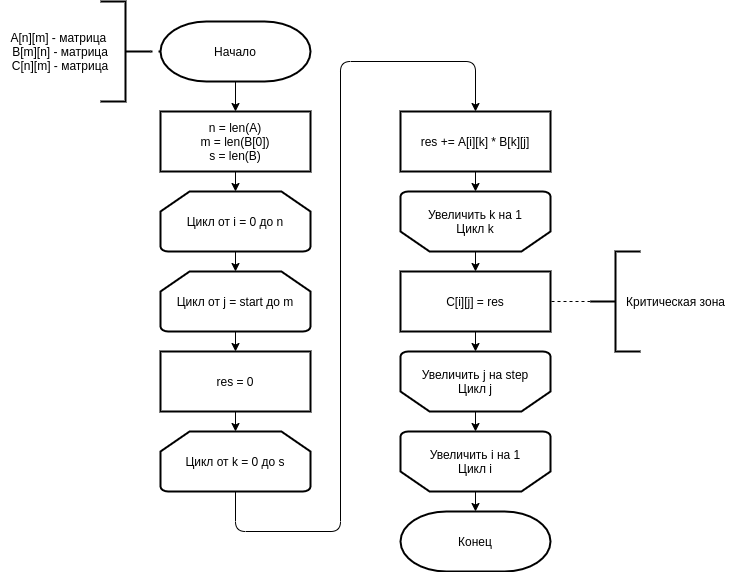 A[n][m] - матрица
B[m][n] - матрица
C[n][m] - матрица
Начало
n = len(A)
m = len(B[0])
s = len(B)
Цикл от i = 0 до n
Цикл от j = start до m
res = 0
Цикл от k = 0 до s
res += A[i][k] * B[k][j]
Увеличить k на 1
Цикл k
C[i][j] = res
Критическая зона
Увеличить j на step
Цикл j
Увеличить i на 1
Цикл i
Конец